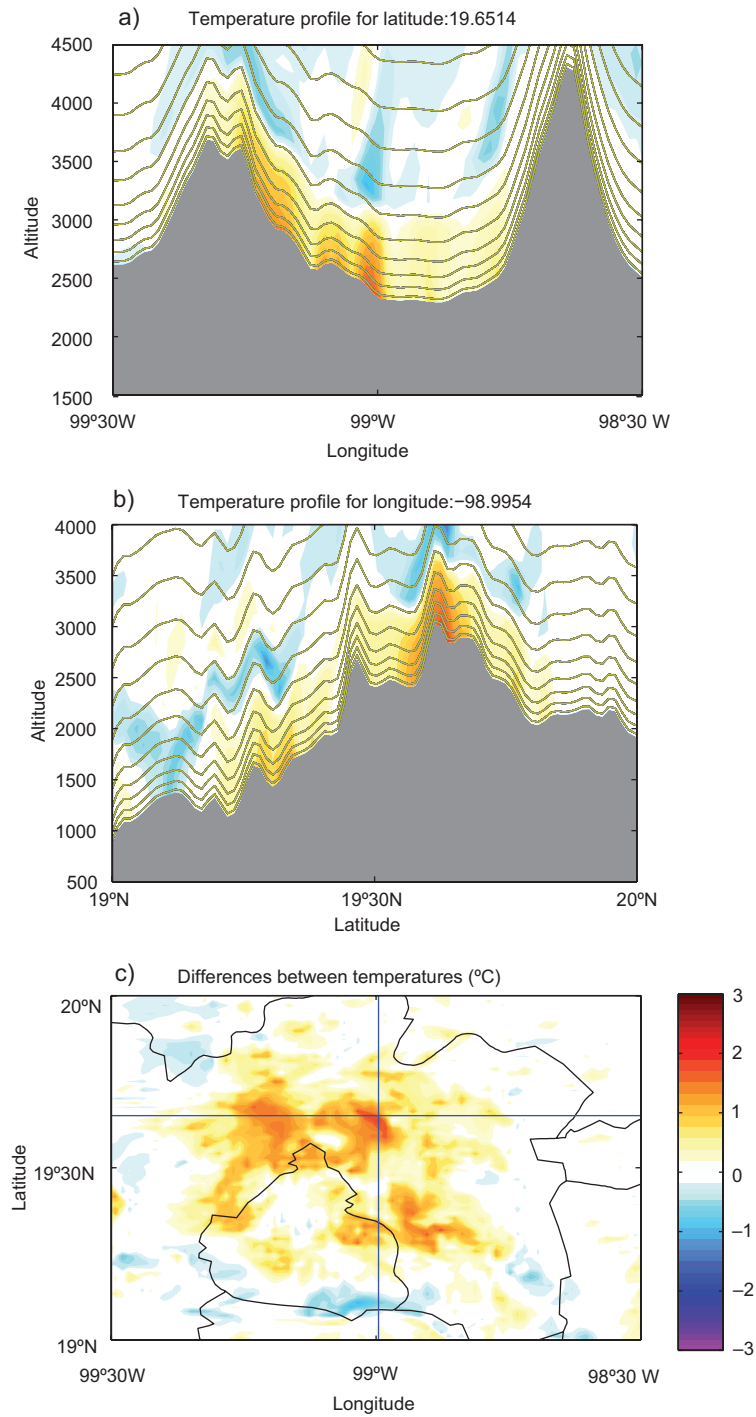 a) Temperature profile for latitude:19.6514
4500
4000
3500
3000
2500
2000
1500
Altitude
99º30 W 99ºW 98º30 W
Longitude
b) Temperature profile for longitude:−98.9954
4000
3500
3000
2500
2000
1500
1000
500
Altitude
19ºN 19º30N 20ºN
Latitude
c) Differences between temperatures (ºC)
20ºN
19º30N
19ºN
Latitude
99º30W 99ºW 98º30W
Longitude
3
2
1
0
−1
−2
−3